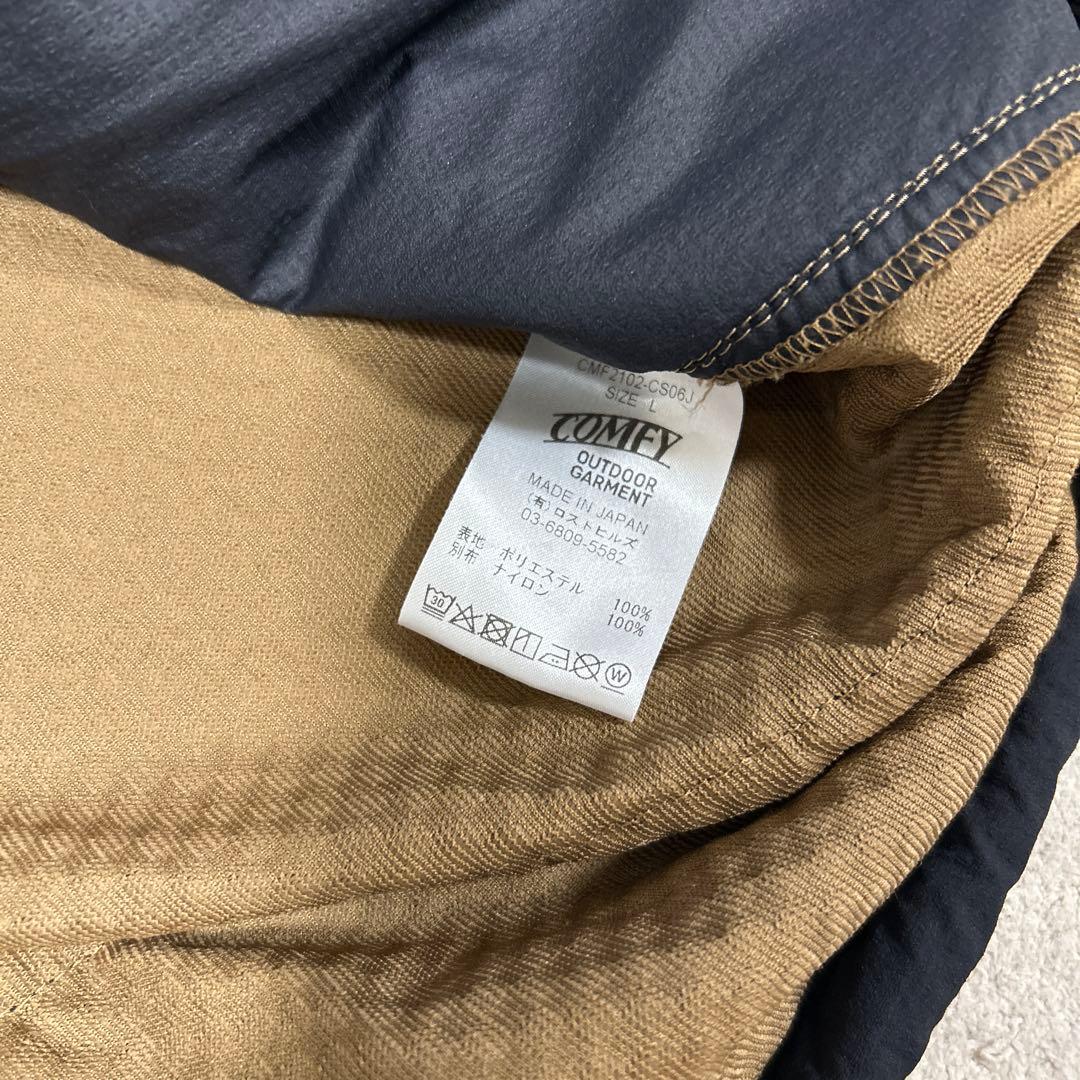 CMF2102-CS06J
SIZE L
COMFY
OUTDOOR
GARMENT
MADE IN JAPAN
(有)ロストヒルズ
03-6809-5582
表地 ポリエステル 100%
別布 ナイロン 100%
30 W